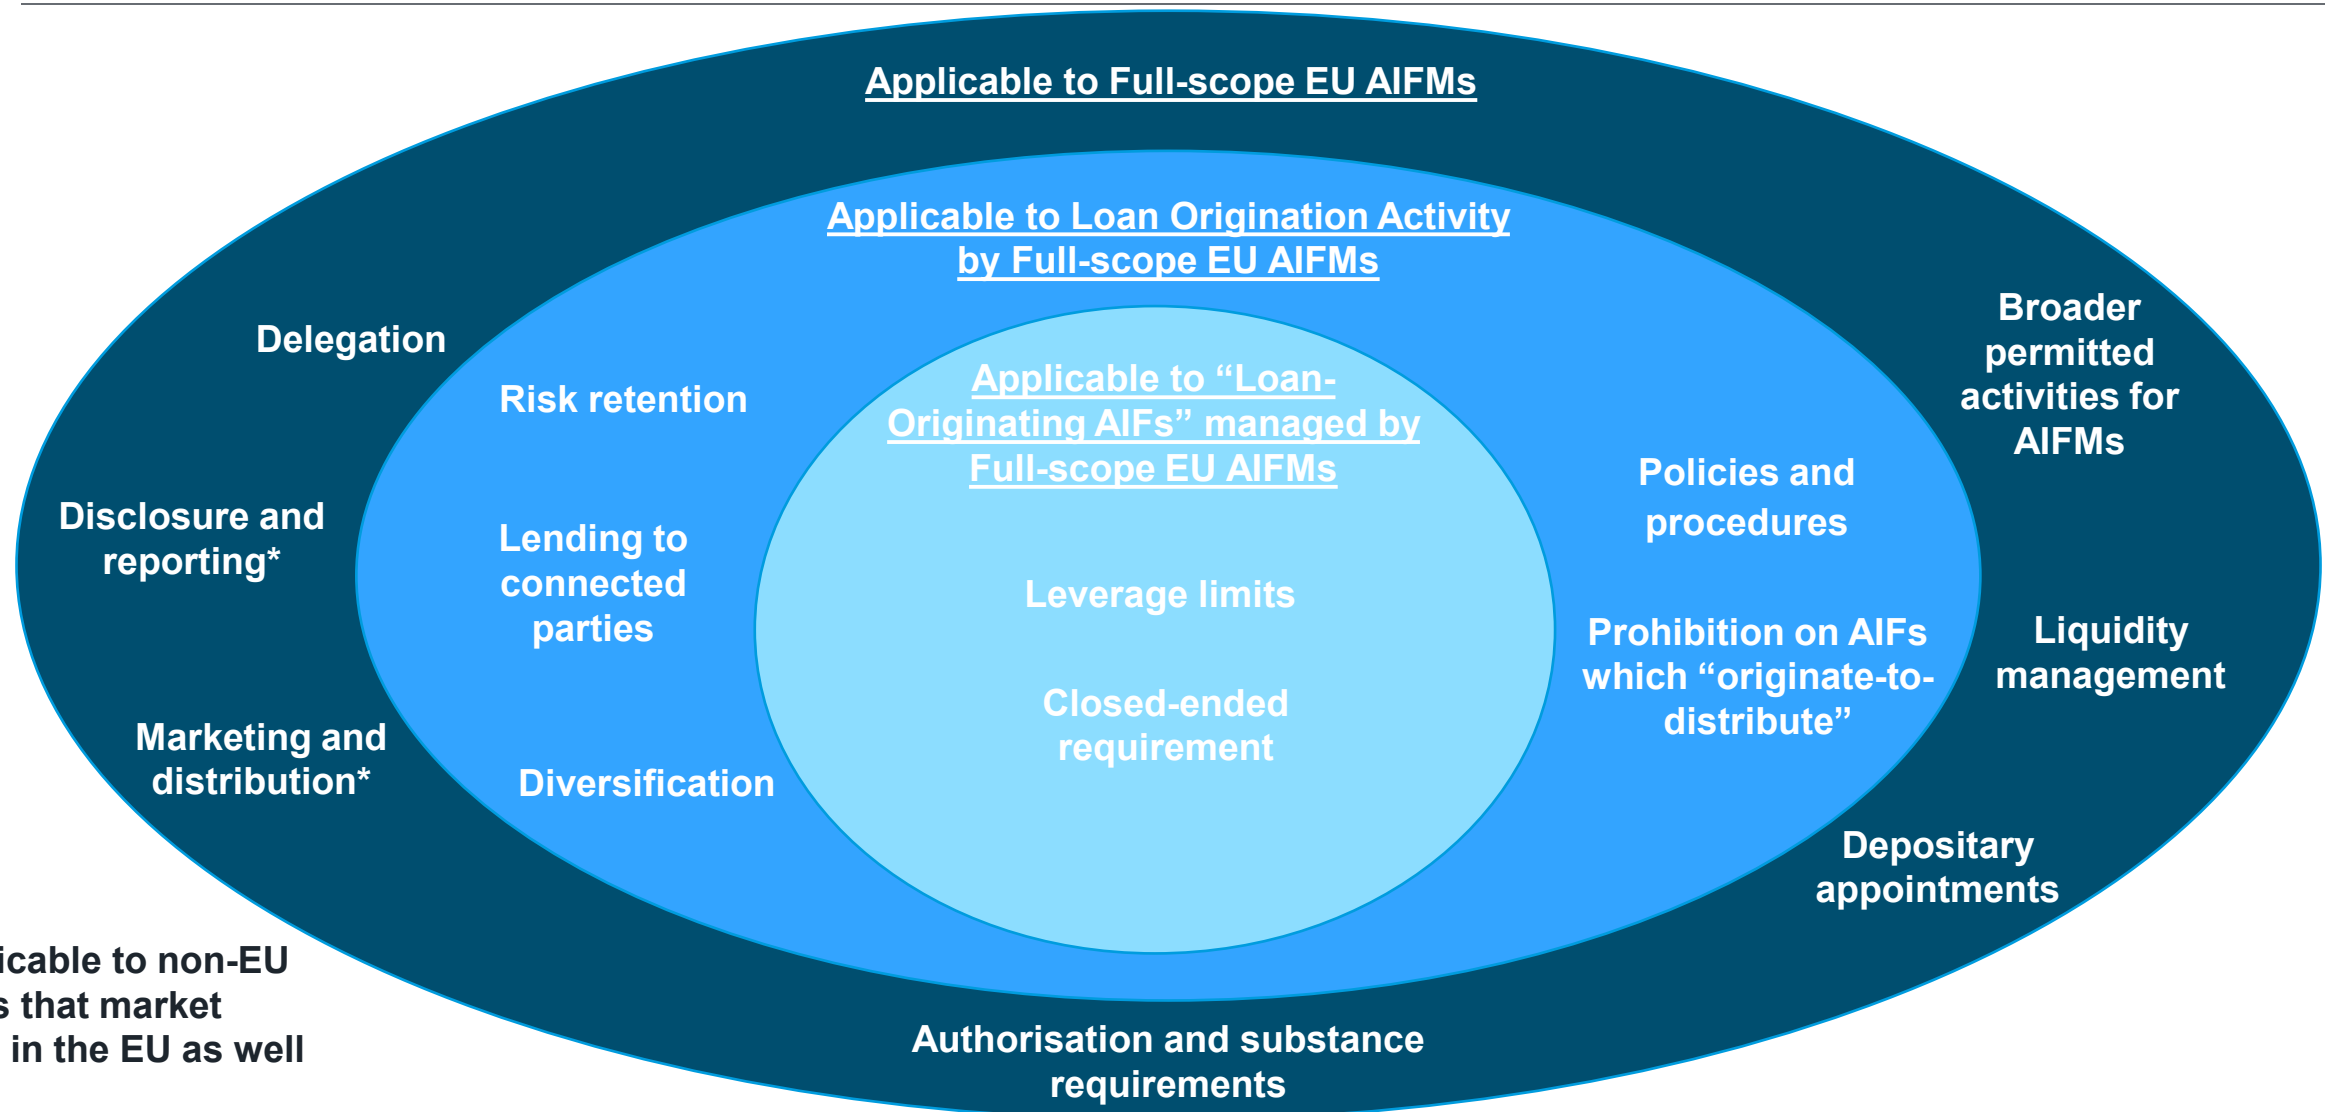 Applicable to Full-scope EU AIFMs
Applicable to Loan Origination Activity
by Full-scope EU AIFMs
Applicable to “Loan-
Originating AIFs” managed by
Full-scope EU AIFMs
Leverage limits
Closed-ended
requirement
Risk retention
Lending to
connected
parties
Diversification
Policies and
procedures
Prohibition on AIFs
which “originate-to-
distribute”
Delegation
Disclosure and
reporting*
Marketing and
distribution*
Broader
permitted
activities for
AIFMs
Liquidity
management
Depositary
appointments
Authorisation and substance
requirements
to non-EU
that market
in the EU as well